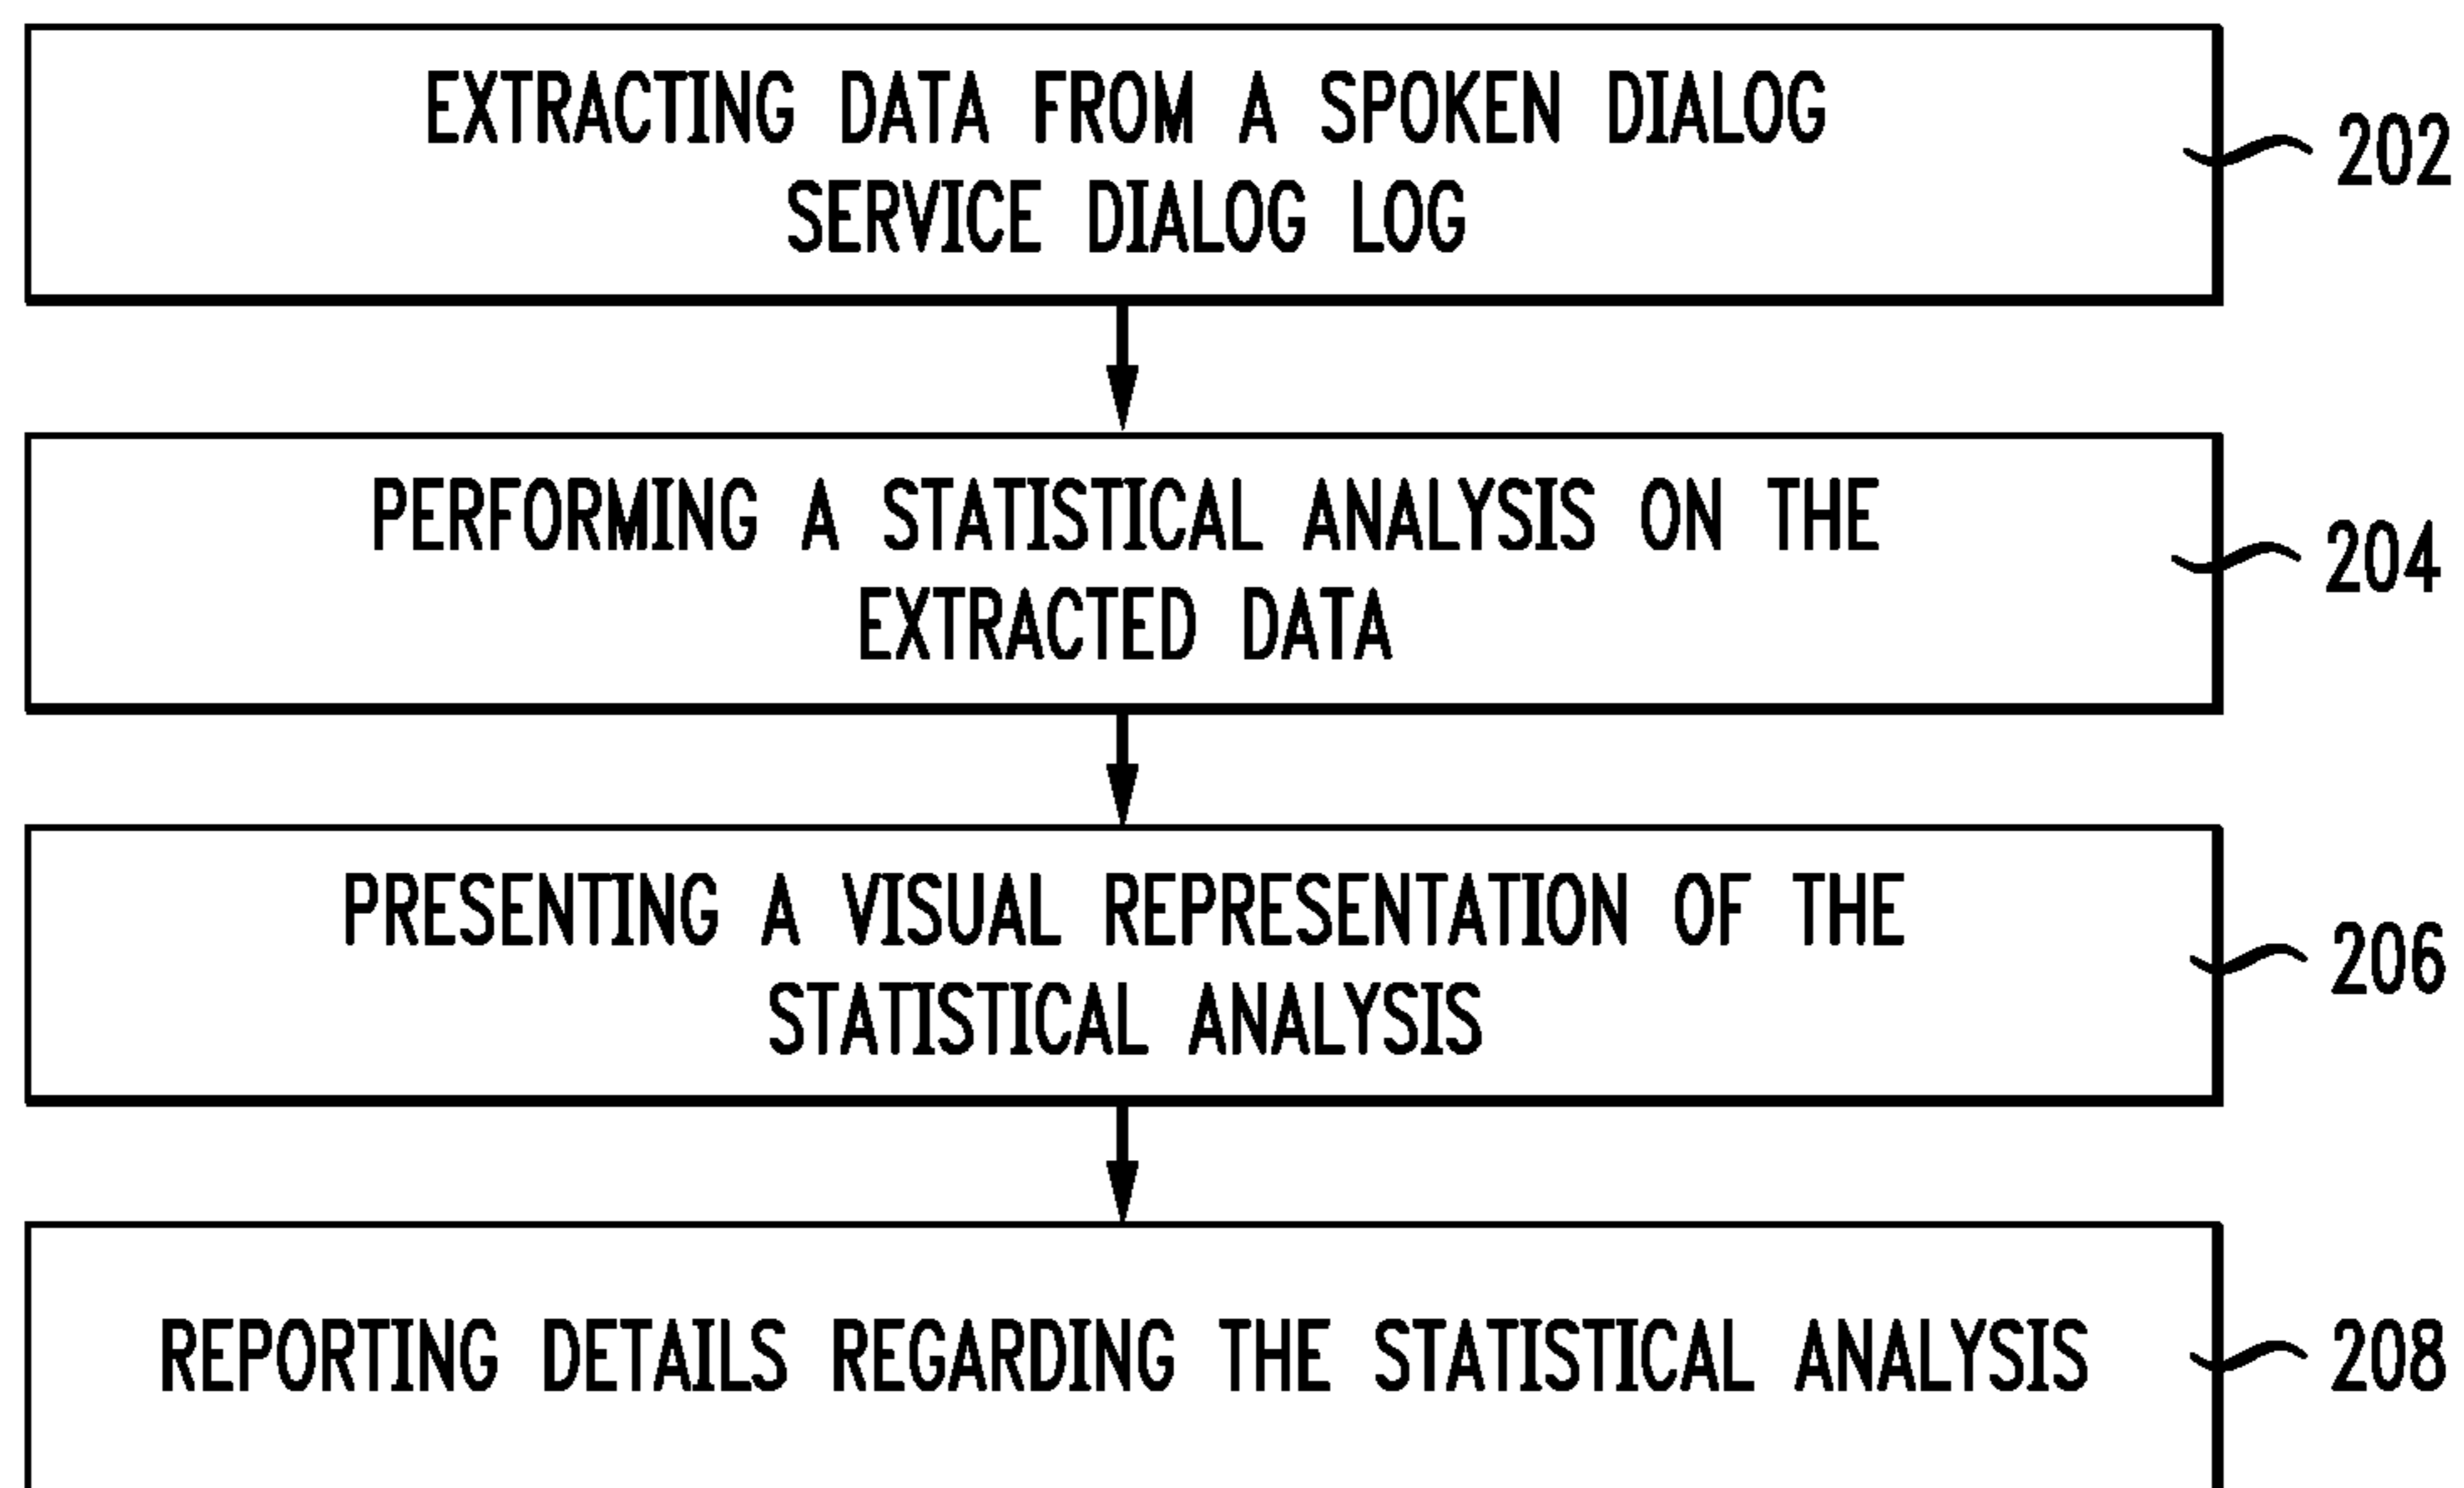 EXTRACTING DATA FROM A SPOKEN DIALOG
SERVICE DIALOG LOG
202
PERFORMING A STATISTICAL ANALYSIS ON THE
EXTRACTED DATA
204
PRESENTING A VISUAL REPRESENTATION OF THE
STATISTICAL ANALYSIS
206
REPORTING DETAILS REGARDING THE STATISTICAL ANALYSIS
208